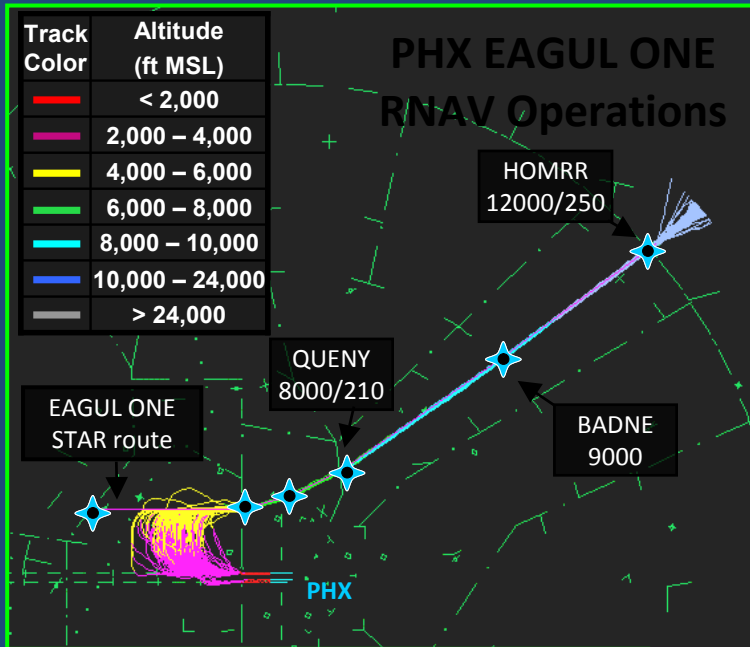 PHX EAGUL ONE
RNAV Operations
Track Color
Altitude (ft MSL)
< 2,000
2,000 – 4,000
4,000 – 6,000
6,000 – 8,000
8,000 – 10,000
10,000 – 24,000
> 24,000
HOMRR
12000/250
QUENY
8000/210
EAGUL ONE
STAR route
BADNE
9000
PHX